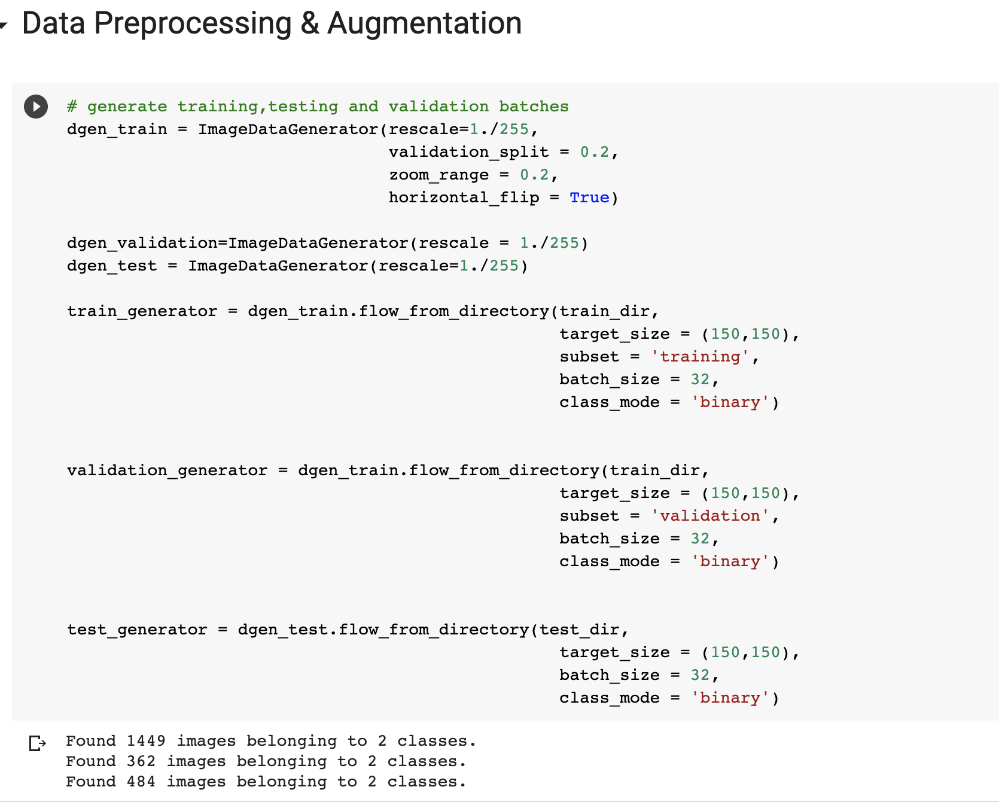 Data Preprocessing & Augmentation
# generate training,testing and validation batches
dgen_train = ImageDataGenerator(rescale=1./255,
validation_split = 0.2,
zoom_range = 0.2,
horizontal_flip = True)
dgen_validation=ImageDataGenerator(rescale = 1./255)
dgen_test = ImageDataGenerator(rescale=1./255)
train_generator = dgen_train.flow_from_directory(train_dir,
target_size = (150,150),
subset = 'training',
batch_size = 32,
class_mode = 'binary')
validation_generator = dgen_train.flow_from_directory(train_dir,
target_size = (150,150),
subset = 'validation',
batch_size = 32,
class_mode = 'binary')
test_generator = dgen_test.flow_from_directory(test_dir,
target_size = (150,150),
batch_size = 32,
class_mode = 'binary')
Found 1449 images belonging to 2 classes.
Found 362 images belonging to 2 classes.
Found 484 images belonging to 2 classes.